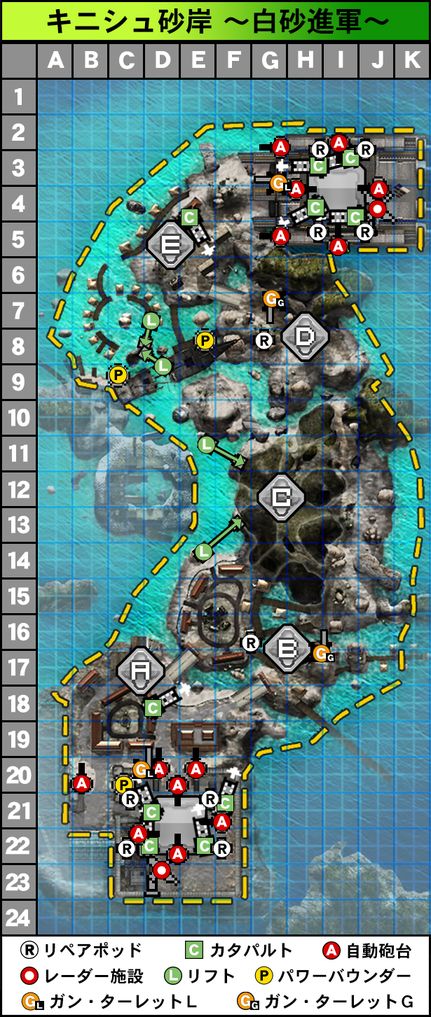 キニシュ砂岸 ～白砂進軍～
A B C D E F G H I J K
1
2
A R A R
3
C C
G L A A
4
C C
5
A R A R
C
E
6
7
G G
L
8
P R D
L
9
P
10
11
L
12
C
13
14
L
15
16
R B G G
17
A
18
C
19
20
A G L A A A
P R R C
21
C A
A
22
R C A C R
23
24
R リペアポッド C カタパルト A 自動砲台
レーダー施設 L リフト P パワーバウンダー
G L ガン・ターレットL G G ガン・ターレットG